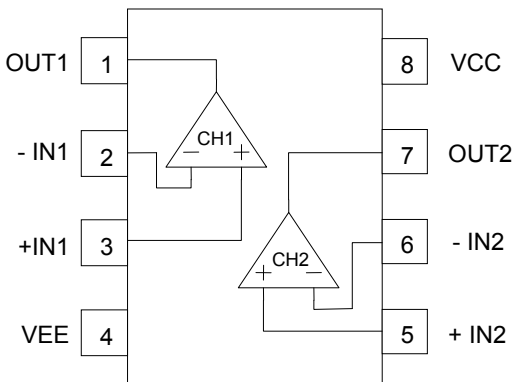 OUT1 1 8 VCC
CH1
- IN1 2 − + 7 OUT2
+IN1 3 6 - IN2
CH2
+ −
VEE 4 5 + IN2